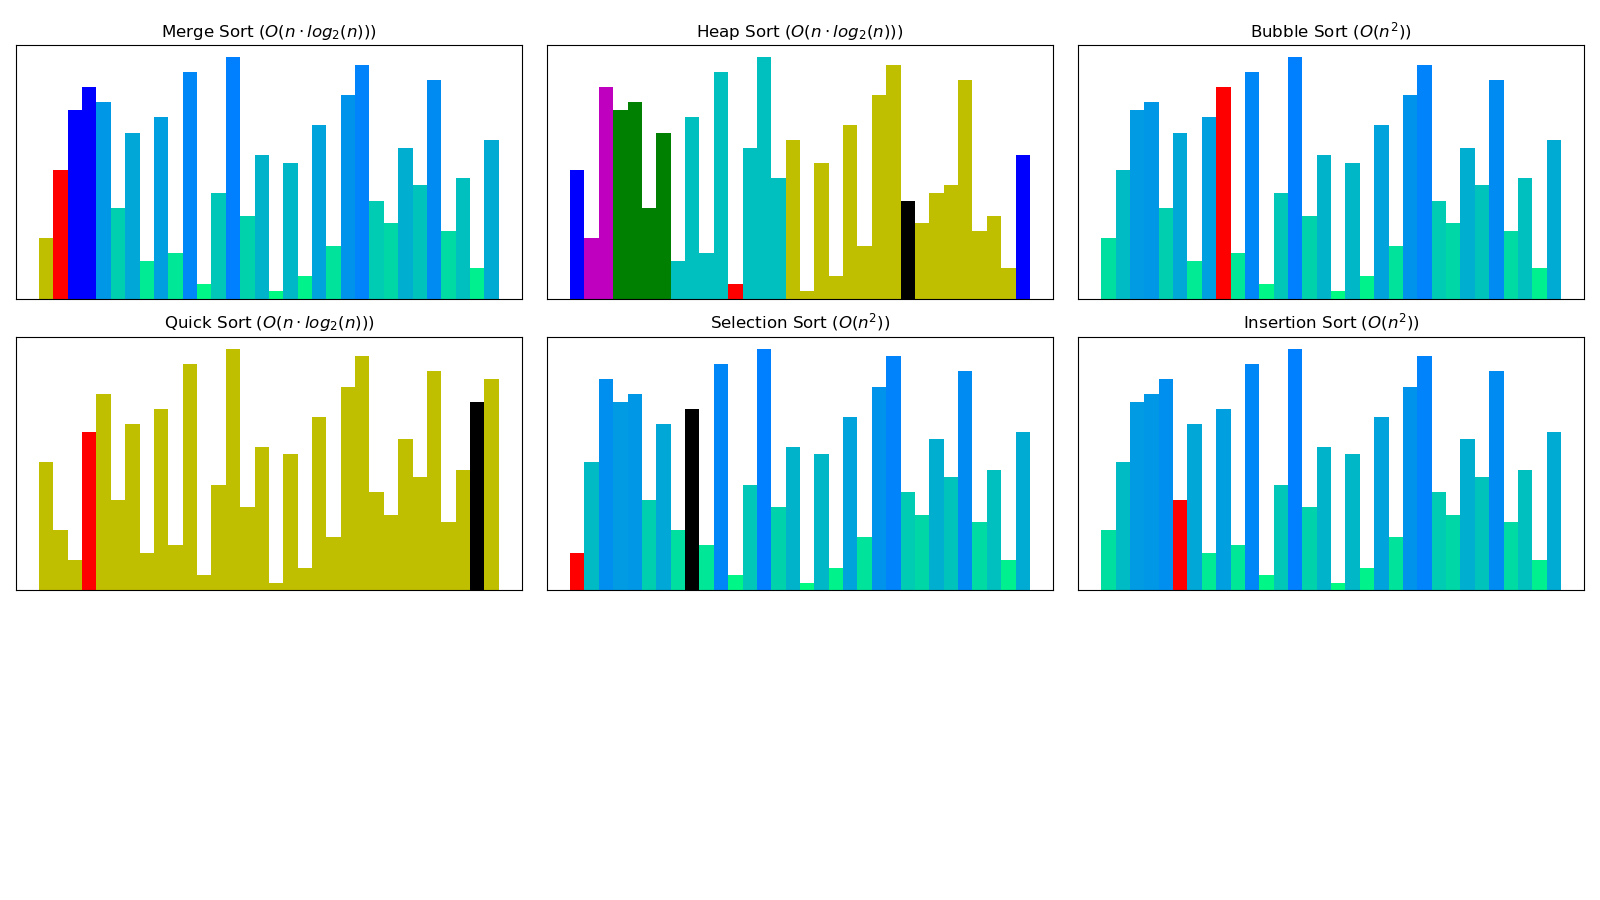 Merge Sort (O(n · log₂(n)))
Heap Sort (O(n · log₂(n)))
Bubble Sort (O(n²))
Quick Sort (O(n · log₂(n)))
Selection Sort (O(n²))
Insertion Sort (O(n²))